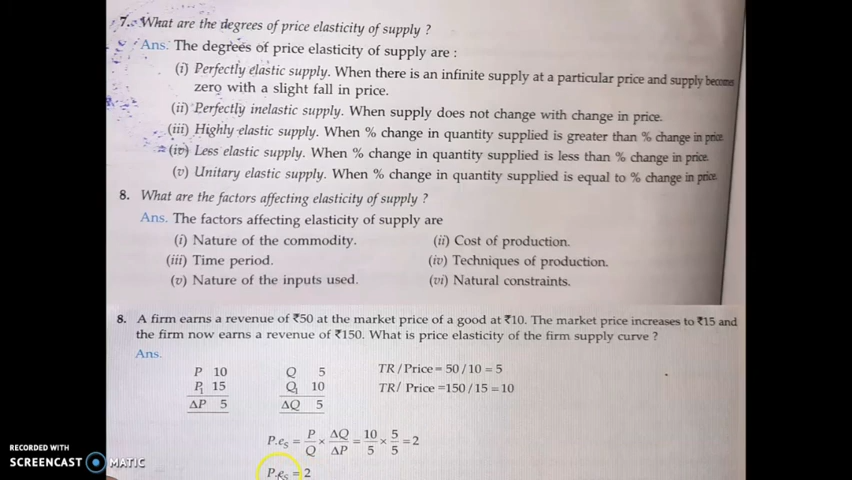 7. What are the degrees of price elasticity of supply ?
Ans. The degrees of price elasticity of supply are :
(i) Perfectly elastic supply. When there is an infinite supply at a particular price and supply becomes
zero with a slight fall in price.
(ii) Perfectly inelastic supply. When supply does not change with change in price.
(iii) Highly elastic supply. When % change in quantity supplied is greater than % change in price.
(iv) Less elastic supply. When % change in quantity supplied is less than % change in price.
(v) Unitary elastic supply. When % change in quantity supplied is equal to % change in price.
8. What are the factors affecting elasticity of supply ?
Ans. The factors affecting elasticity of supply are
(i) Nature of the commodity. (ii) Cost of production.
(iii) Time period. (iv) Techniques of production.
(v) Nature of the inputs used. (vi) Natural constraints.
8. A firm earns a revenue of ₹50 at the market price of a good at ₹10. The market price increases to ₹15 and
the firm now earns a revenue of ₹150. What is price elasticity of the firm supply curve ?
Ans.
P 10 Q 5 TR/Price = 50/10 = 5
P₁ 15 Q₁ 10 TR/ Price =150/15 = 10
ΔP 5 ΔQ 5
P.eₛ = P/Q × ΔQ/ΔP = 10/5 × 5/5 = 2
P.eₛ = 2
RECORDED WITH
SCREENCAST MATIC